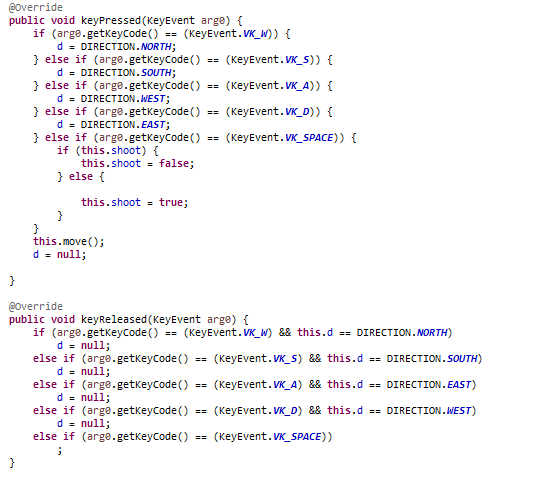 @Override
public void keyPressed(KeyEvent arg0) {
    if (arg0.getKeyCode() == (KeyEvent.VK_W)) {
        d = DIRECTION.NORTH;
    } else if (arg0.getKeyCode() == (KeyEvent.VK_S)) {
        d = DIRECTION.SOUTH;
    } else if (arg0.getKeyCode() == (KeyEvent.VK_A)) {
        d = DIRECTION.WEST;
    } else if (arg0.getKeyCode() == (KeyEvent.VK_D)) {
        d = DIRECTION.EAST;
    } else if (arg0.getKeyCode() == (KeyEvent.VK_SPACE)) {
        if (this.shoot) {
            this.shoot = false;
        } else {
            this.shoot = true;
        }
    }
    this.move();
    d = null;
}
@Override
public void keyReleased(KeyEvent arg0) {
    if (arg0.getKeyCode() == (KeyEvent.VK_W) && this.d == DIRECTION.NORTH)
        d = null;
    else if (arg0.getKeyCode() == (KeyEvent.VK_S) && this.d == DIRECTION.SOUTH)
        d = null;
    else if (arg0.getKeyCode() == (KeyEvent.VK_A) && this.d == DIRECTION.EAST)
        d = null;
    else if (arg0.getKeyCode() == (KeyEvent.VK_D) && this.d == DIRECTION.WEST)
        d = null;
    else if (arg0.getKeyCode() == (KeyEvent.VK_SPACE))
        ;
}